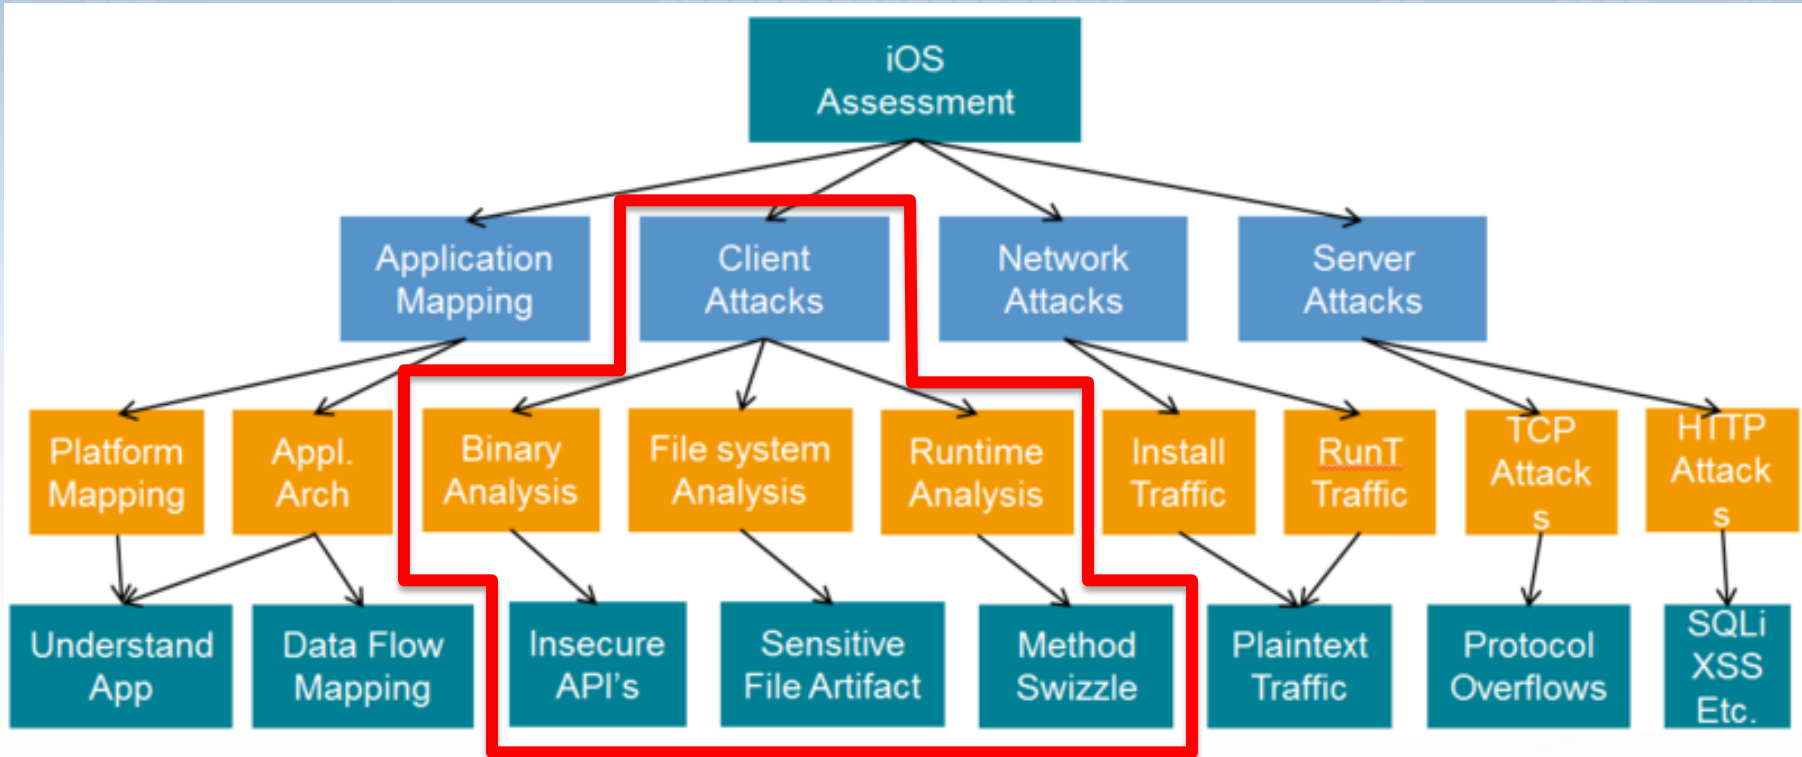 iOS
Assessment
Application
Mapping
Client
Attacks
Network
Attacks
Server
Attacks
Platform
Mapping
Appl.
Arch
Binary
Analysis
File system
Analysis
Runtime
Analysis
Install
Traffic
RunT
Traffic
TCP
Attack
s
HTTP
Attack
s
Understand
App
Data Flow
Mapping
Insecure
API's
Sensitive
File Artifact
Method
Swizzle
Plaintext
Traffic
Protocol
Overflows
SQLi
XSS
Etc.